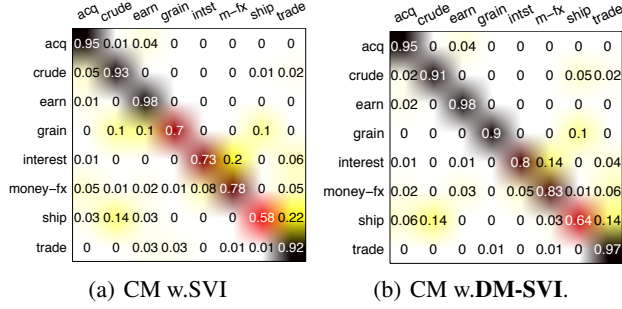 acq crude earn grain intst m-fx ship trade
acq 0.95 0.01 0.04 0 0 0 0 0
crude 0.05 0.93 0 0 0 0 0.01 0.02
earn 0.01 0 0.98 0 0 0 0 0
grain 0 0.1 0.1 0.7 0 0 0.1 0
interest 0.01 0 0 0 0.73 0.2 0 0.06
money-fx 0.05 0.01 0.02 0.01 0.08 0.78 0 0.05
ship 0.03 0.14 0.03 0 0 0 0.58 0.22
trade 0 0 0.03 0.03 0 0.01 0.01 0.92
(a) CM w.SVI
acq crude earn grain intst m-fx ship trade
acq 0.95 0 0.04 0 0 0 0 0
crude 0.02 0.91 0 0 0 0 0.05 0.02
earn 0.02 0 0.98 0 0 0 0 0
grain 0 0 0 0.9 0 0 0.1 0
interest 0.01 0 0.01 0 0.8 0.14 0 0.04
money-fx 0.02 0 0.03 0 0.05 0.83 0.01 0.06
ship 0.06 0.14 0 0 0 0.03 0.64 0.14
trade 0 0 0 0.01 0 0.01 0 0.97
(b) CM w.DM-SVI.